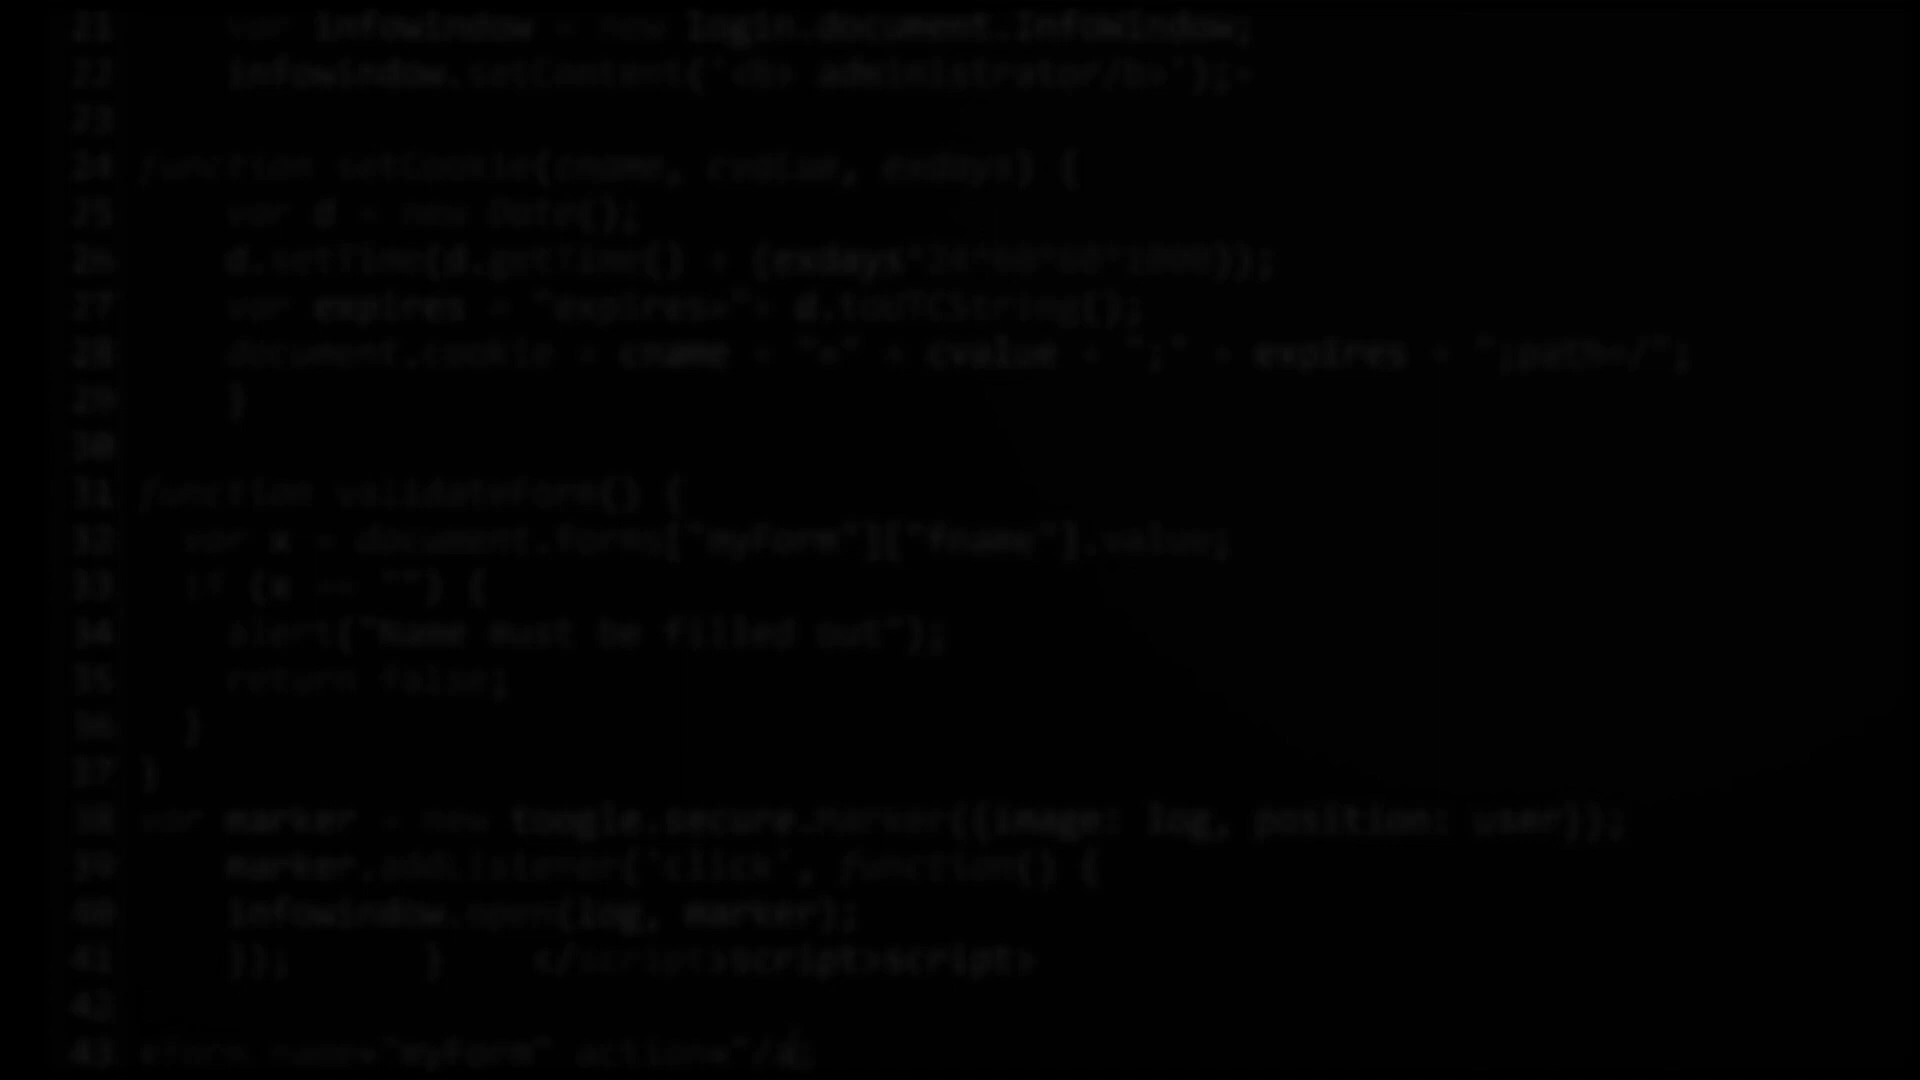 21 var infowindow = new login.document.InfoWindow;
22 infowindow.setContent('<b> administrator/b>');
23
24 function setCookie(cname, cvalue, exdays) {
25 var d = new Date();
26 d.setTime(d.getTime() + (exdays*24*60*60*1000));
27 var expires = "expires="+ d.toUTCString();
28 document.cookie = cname + "=" + cvalue + ";" + expires + ";path=/";
29 }
30
31 function validateForm() {
32 var x = document.forms["myForm"]["fname"].value;
33 if (x == "") {
34 alert("Name must be filled out");
35 return false;
36 }
37 }
38 var marker = new toogle.secure.Marker({image: log, position: user});
39 marker.addListener('click', function() {
40 infowindow.open(log, marker);
41 }); } </script>script>script>
42
43 <form name="myForm" action="/